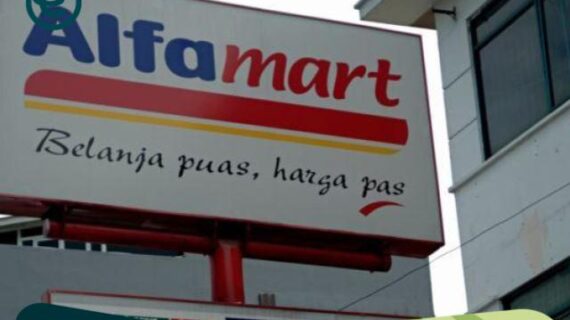 Alfamart
Belanja puas, harga pas